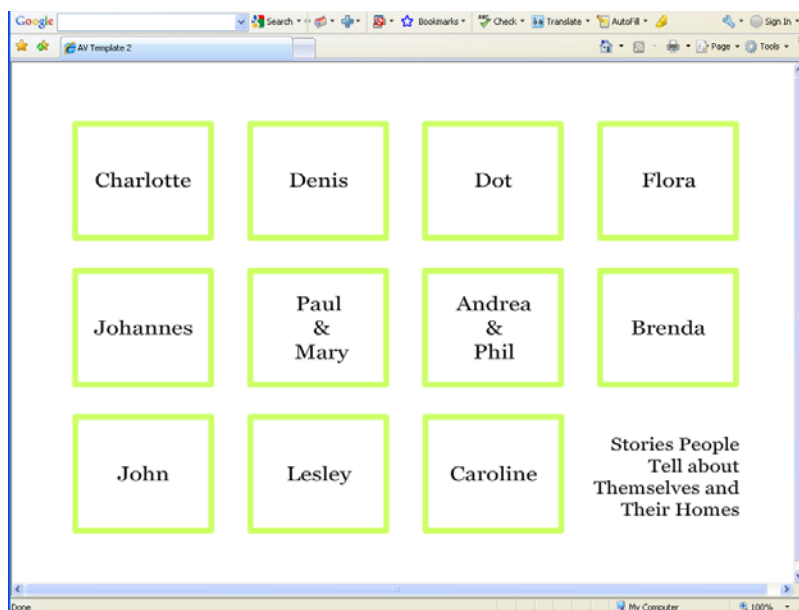 Google Search Bookmarks Check Translate AutoFill Sign In
AV Template 2 Page Tools
Charlotte Denis Dot Flora
Johannes
Paul
&
Mary
Andrea
&
Phil
Brenda
John Lesley Caroline
Stories People
Tell about
Themselves and
Their Homes
Done My Computer 100%